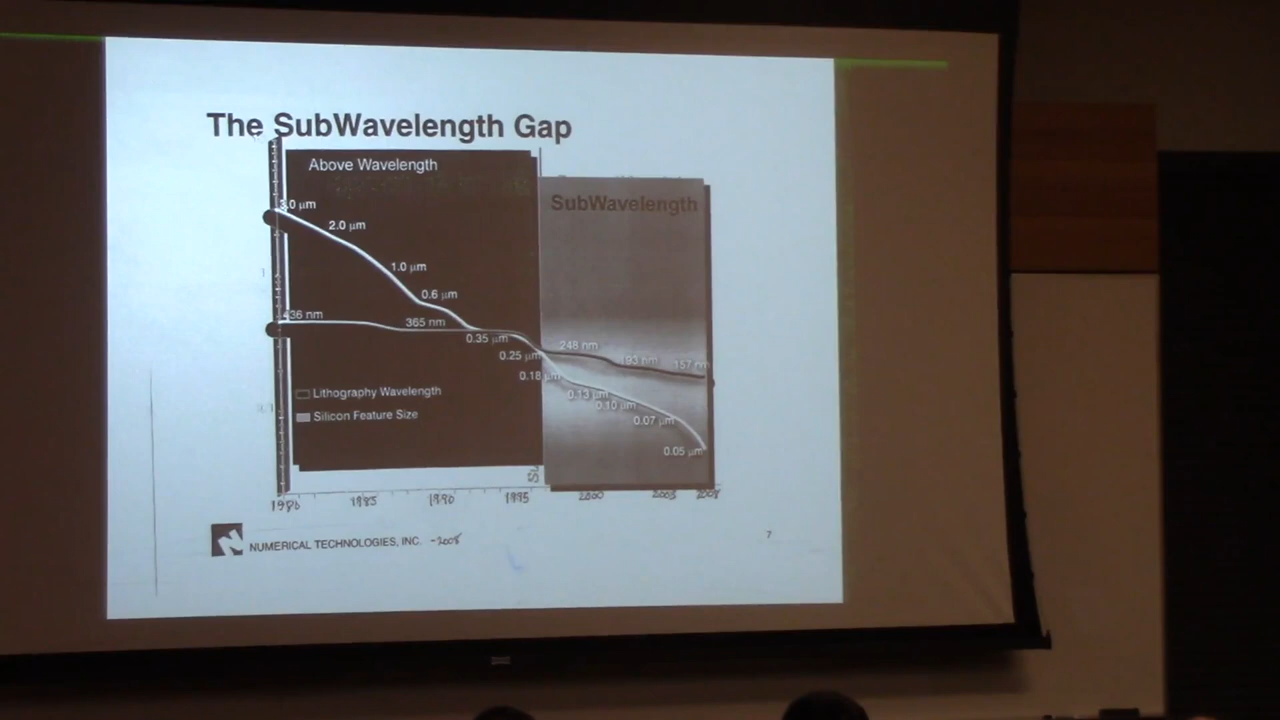 The SubWavelength Gap
Above Wavelength
SubWavelength
3.0 µm
2.0 µm
1.0 µm
0.6 µm
436 nm
365 nm
0.35 µm
0.25 µm
248 nm
193 nm
157 nm
0.18 µm
0.13 µm
0.10 µm
0.07 µm
0.05 µm
Lithography Wavelength
Silicon Feature Size
1980 1985 1990 1995 2000 2008
NUMERICAL TECHNOLOGIES, INC. -2008
7